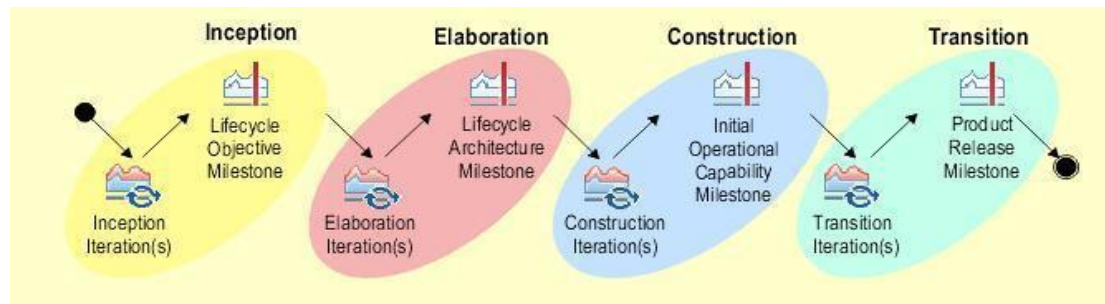 Inception
Elaboration
Construction
Transition
Lifecycle
Objective
Milestone
Inception
Iteration(s)
Lifecycle
Architecture
Milestone
Elaboration
Iteration(s)
Initial
Operational
Capability
Milestone
Construction
Iteration(s)
Product
Release
Milestone
Transition
Iteration(s)